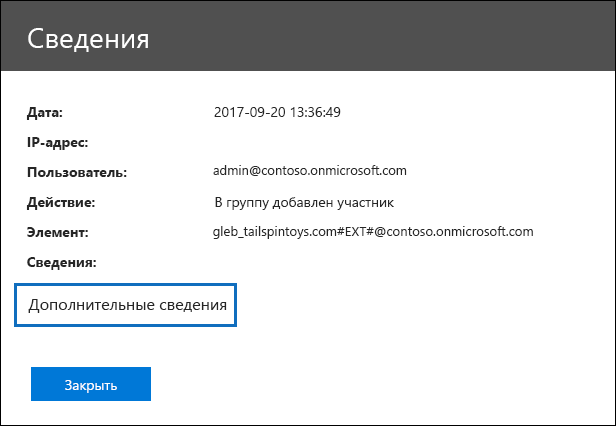 Сведения
Дата: 2017-09-20 13:36:49
IP-адрес:
Пользователь: admin@contoso.onmicrosoft.com
Действие: В группу добавлен участник
Элемент: gleb_tailspintoys.com#EXT#@contoso.onmicrosoft.com
Сведения:
Дополнительные сведения
Закрыть